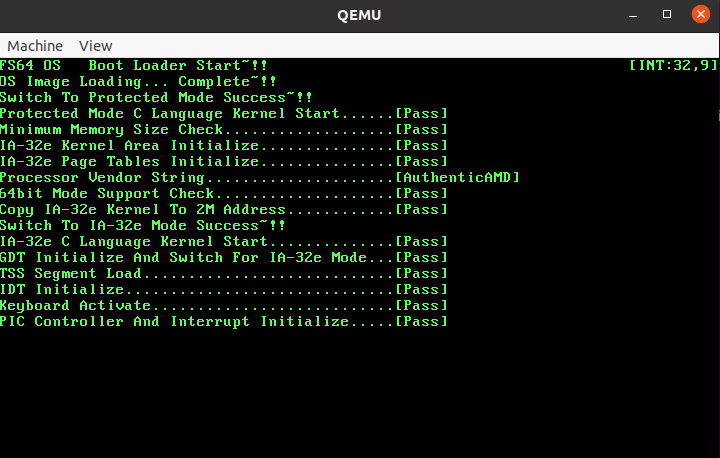 QEMU
Machine View
FS64 OS   Boot Loader Start~!! [INT:32,9]
OS Image Loading... Complete~!!
Switch To Protected Mode Success~!!
Protected Mode C Language Kernel Start......[Pass]
Minimum Memory Size Check...................[Pass]
IA-32e Kernel Area Initialize...............[Pass]
IA-32e Page Tables Initialize...............[Pass]
Processor Vendor String.....................[AuthenticAMD]
64bit Mode Support Check....................[Pass]
Copy IA-32e Kernel To 2M Address............[Pass]
Switch To IA-32e Mode Success~!!
IA-32e C Language Kernel Start..............[Pass]
GDT Initialize And Switch For IA-32e Mode...[Pass]
TSS Segment Load............................[Pass]
IDT Initialize..............................[Pass]
Keyboard Activate...........................[Pass]
PIC Controller And Interrupt Initialize.....[Pass]